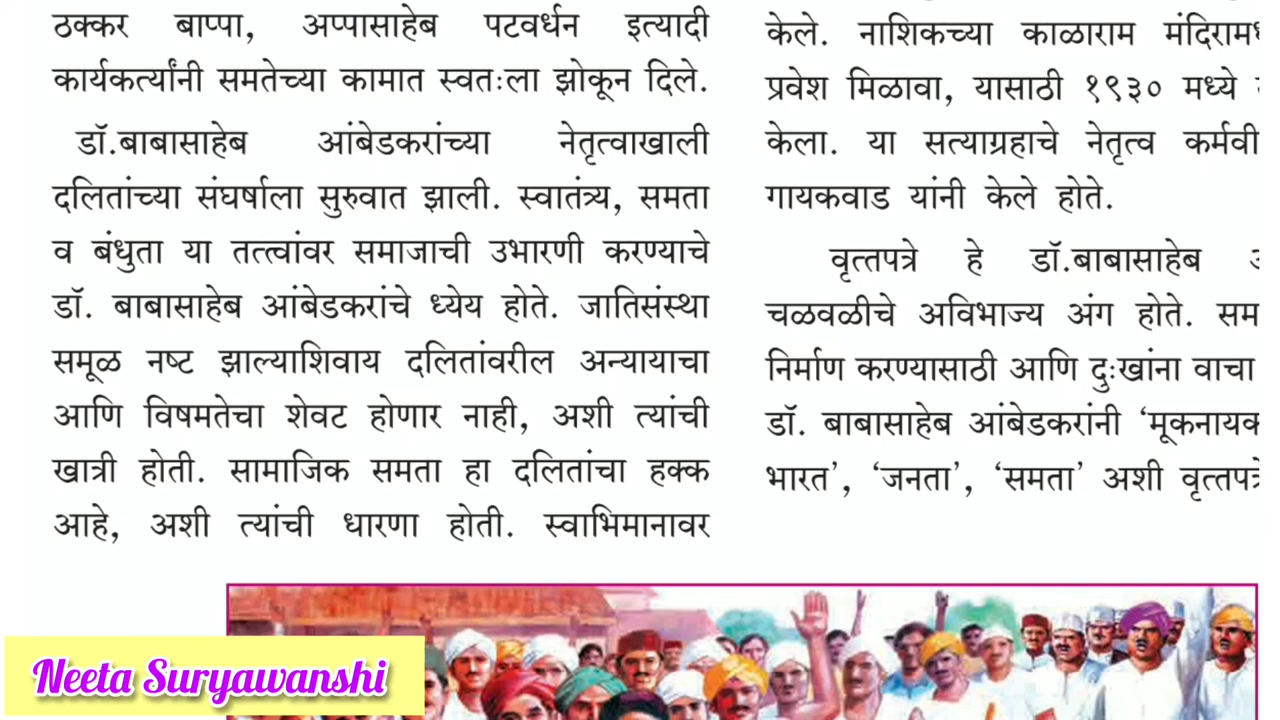 ठक्कर बाप्पा, अप्पासाहेब पटवर्धन इत्यादी
कार्यकर्त्यांनी समतेच्या कामात स्वतःला झोकून दिले.
डॉ.बाबासाहेब आंबेडकरांच्या नेतृत्वाखाली
दलितांच्या संघर्षाला सुरुवात झाली. स्वातंत्र्य, समता
व बंधुता या तत्त्वांवर समाजाची उभारणी करण्याचे
डॉ. बाबासाहेब आंबेडकरांचे ध्येय होते. जातिसंस्था
समूळ नष्ट झाल्याशिवाय दलितांवरील अन्यायाचा
आणि विषमतेचा शेवट होणार नाही, अशी त्यांची
खात्री होती. सामाजिक समता हा दलितांचा हक्क
आहे, अशी त्यांची धारणा होती. स्वाभिमानावर
केले. नाशिकच्या काळाराम
प्रवेश मिळावा, यासाठी १९३० मध्ये
केला. या सत्याग्रहाचे नेतृत्व
गायकवाड यांनी केले होते.
वृत्तपत्रे हे डॉ.बाबासाहेब
चळवळीचे अविभाज्य अंग होते.
निर्माण करण्यासाठी आणि दुःखांना वाचा
डॉ. बाबासाहेब आंबेडकरांनी ‘मूकनायक
भारत’, ‘जनता’, ‘समता’ अशी
Neeta Suryawanshi